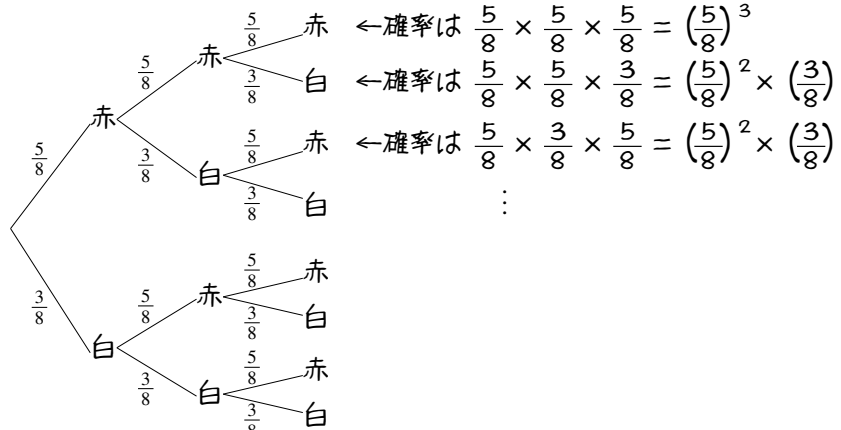 5/8 赤 ←確率は 5/8 × 5/8 × 5/8 = (5/8)^3
5/8 赤
3/8 白 ←確率は 5/8 × 5/8 × 3/8 = (5/8)^2 × (3/8)
5/8 赤
3/8 白
5/8 赤 ←確率は 5/8 × 3/8 × 5/8 = (5/8)^2 × (3/8)
3/8 白 ⋮
3/8 白
5/8 赤
5/8 赤
3/8 白
3/8 白
5/8 赤
3/8 白